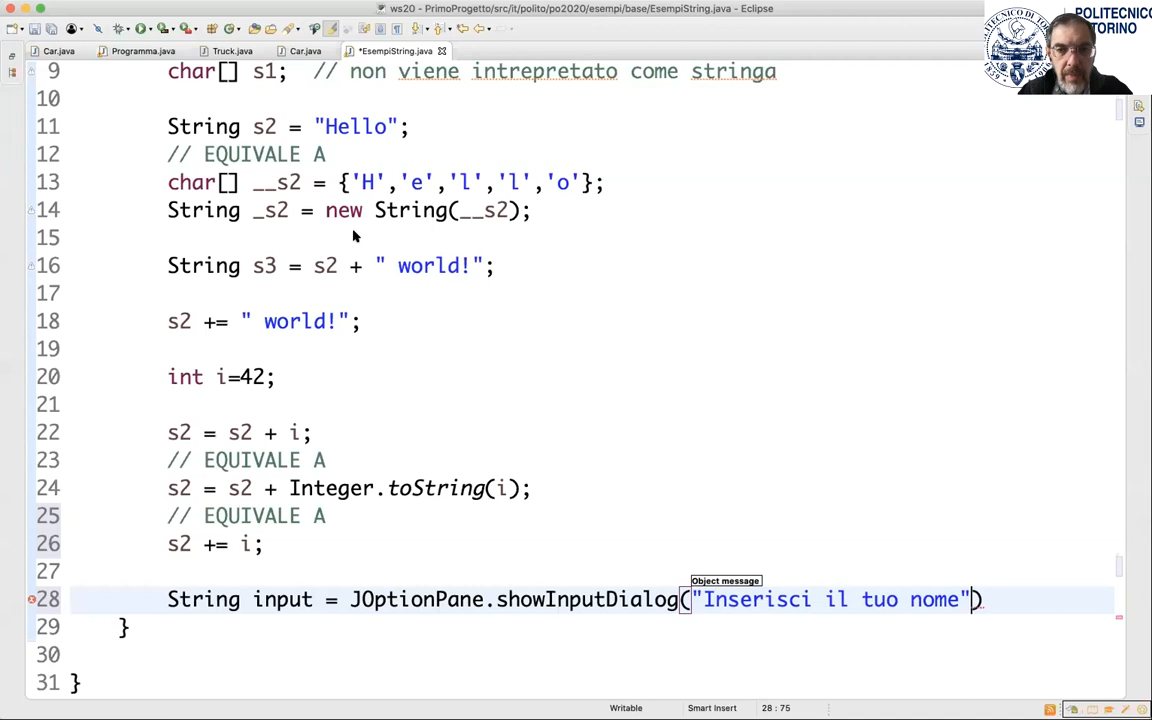 ws20 - PrimoProgetto/src/it/polito/po2020/esempi/base/EsempiString.java - Eclipse
POLITECNICO
TORINO
1859
Car.java
Programma.java
Truck.java
Car.java
*EsempiString.java
9 char[] s1; // non viene intrepretato come stringa
10
11 String s2 = "Hello";
12 // EQUIVALE A
13 char[] __s2 = {'H','e','l','l','o'};
14 String _s2 = new String(__s2);
15
16 String s3 = s2 + " world!";
17
18 s2 += " world!";
19
20 int i=42;
21
22 s2 = s2 + i;
23 // EQUIVALE A
24 s2 = s2 + Integer.toString(i);
25 // EQUIVALE A
26 s2 += i;
27
Object message
28 String input = JOptionPane.showInputDialog("Inserisci il tuo nome")
29 }
30
31 }
Writable Smart Insert 28 : 75